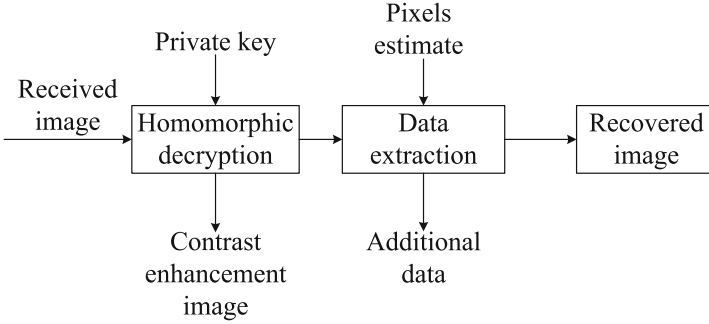 Pixels
estimate
Private key
Received
image
Homomorphic
decryption
Data
extraction
Recovered
image
Contrast
enhancement
image
Additional
data